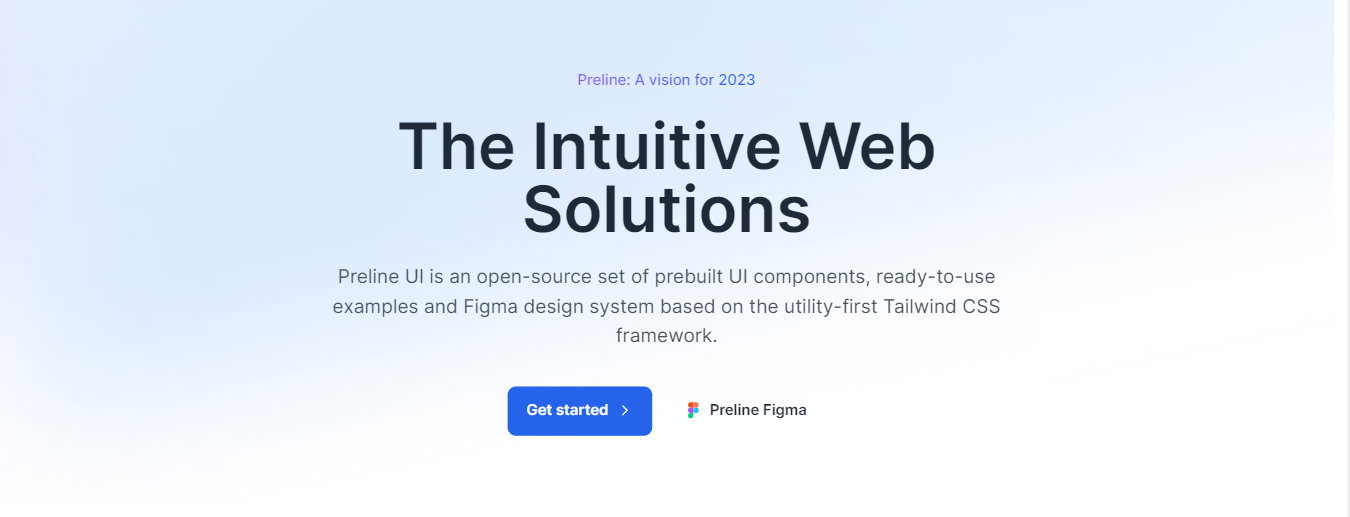 Preline: A vision for 2023
The Intuitive Web
Solutions
Preline UI is an open-source set of prebuilt UI components, ready-to-use
examples and Figma design system based on the utility-first Tailwind CSS
framework.
Get started
Preline Figma